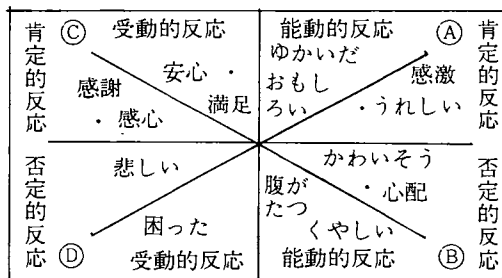 肯定的反応
Ⓒ
受動的反応
能動的反応
Ⓐ
肯定的反応
安心・
感謝
満足
・感心
ゆかいだ
おもし
ろい
感激
・うれしい
否定的反応
悲しい
困った
Ⓓ
受動的反応
かわいそう
・心配
腹が
たつ
くやしい
能動的反応
Ⓑ
否定的反応